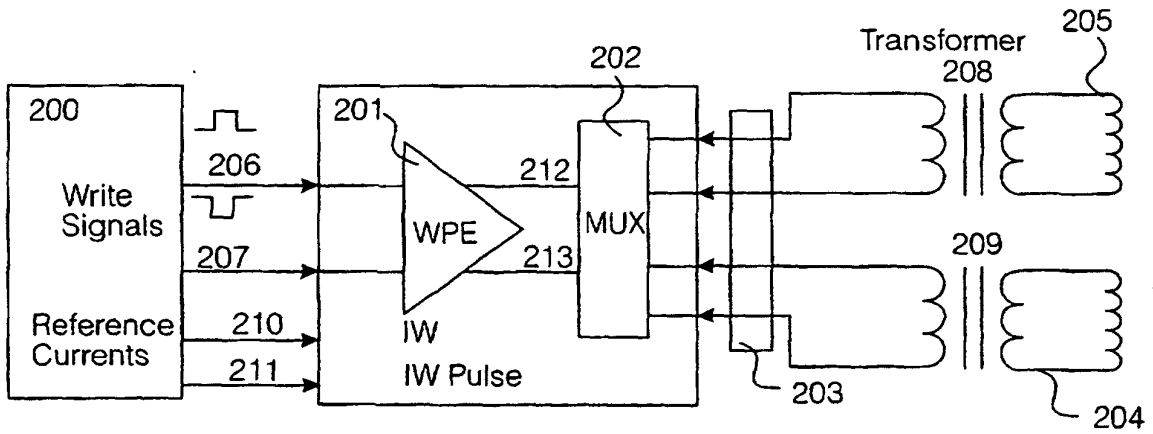 205
Transformer
202
208
200
201
206
212
Write
Signals
WPE
MUX
207
213
209
Reference
Currents
210
IW
211
IW Pulse
203
204